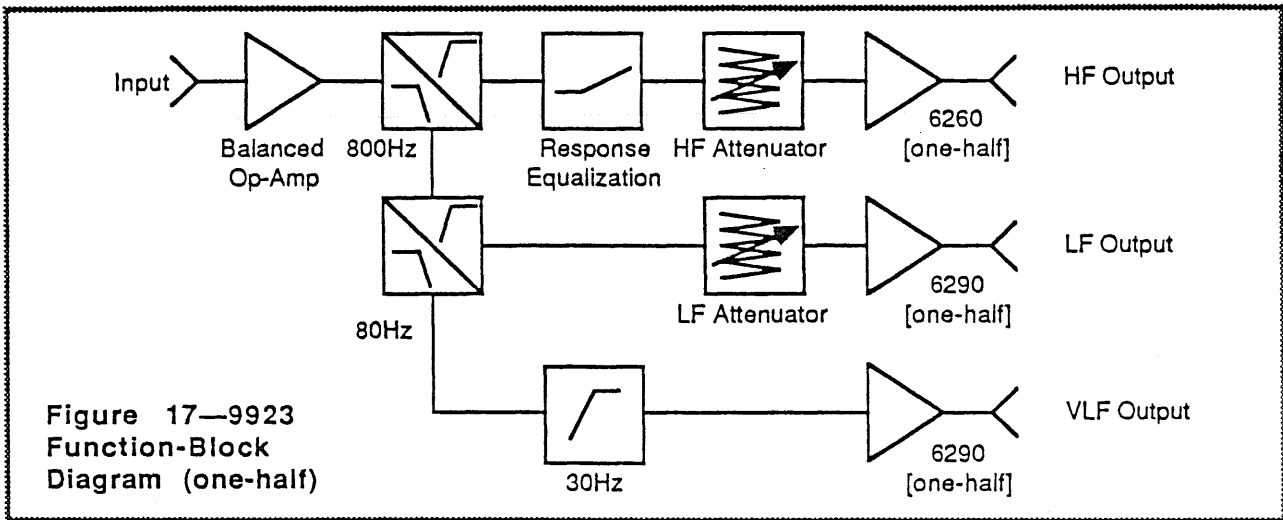 Input
Balanced
Op-Amp
800Hz
Response
Equalization
HF Attenuator
6260
[one-half]
HF Output
80Hz
LF Attenuator
6290
[one-half]
LF Output
30Hz
6290
[one-half]
VLF Output
Figure 17—9923
Function-Block
Diagram (one-half)